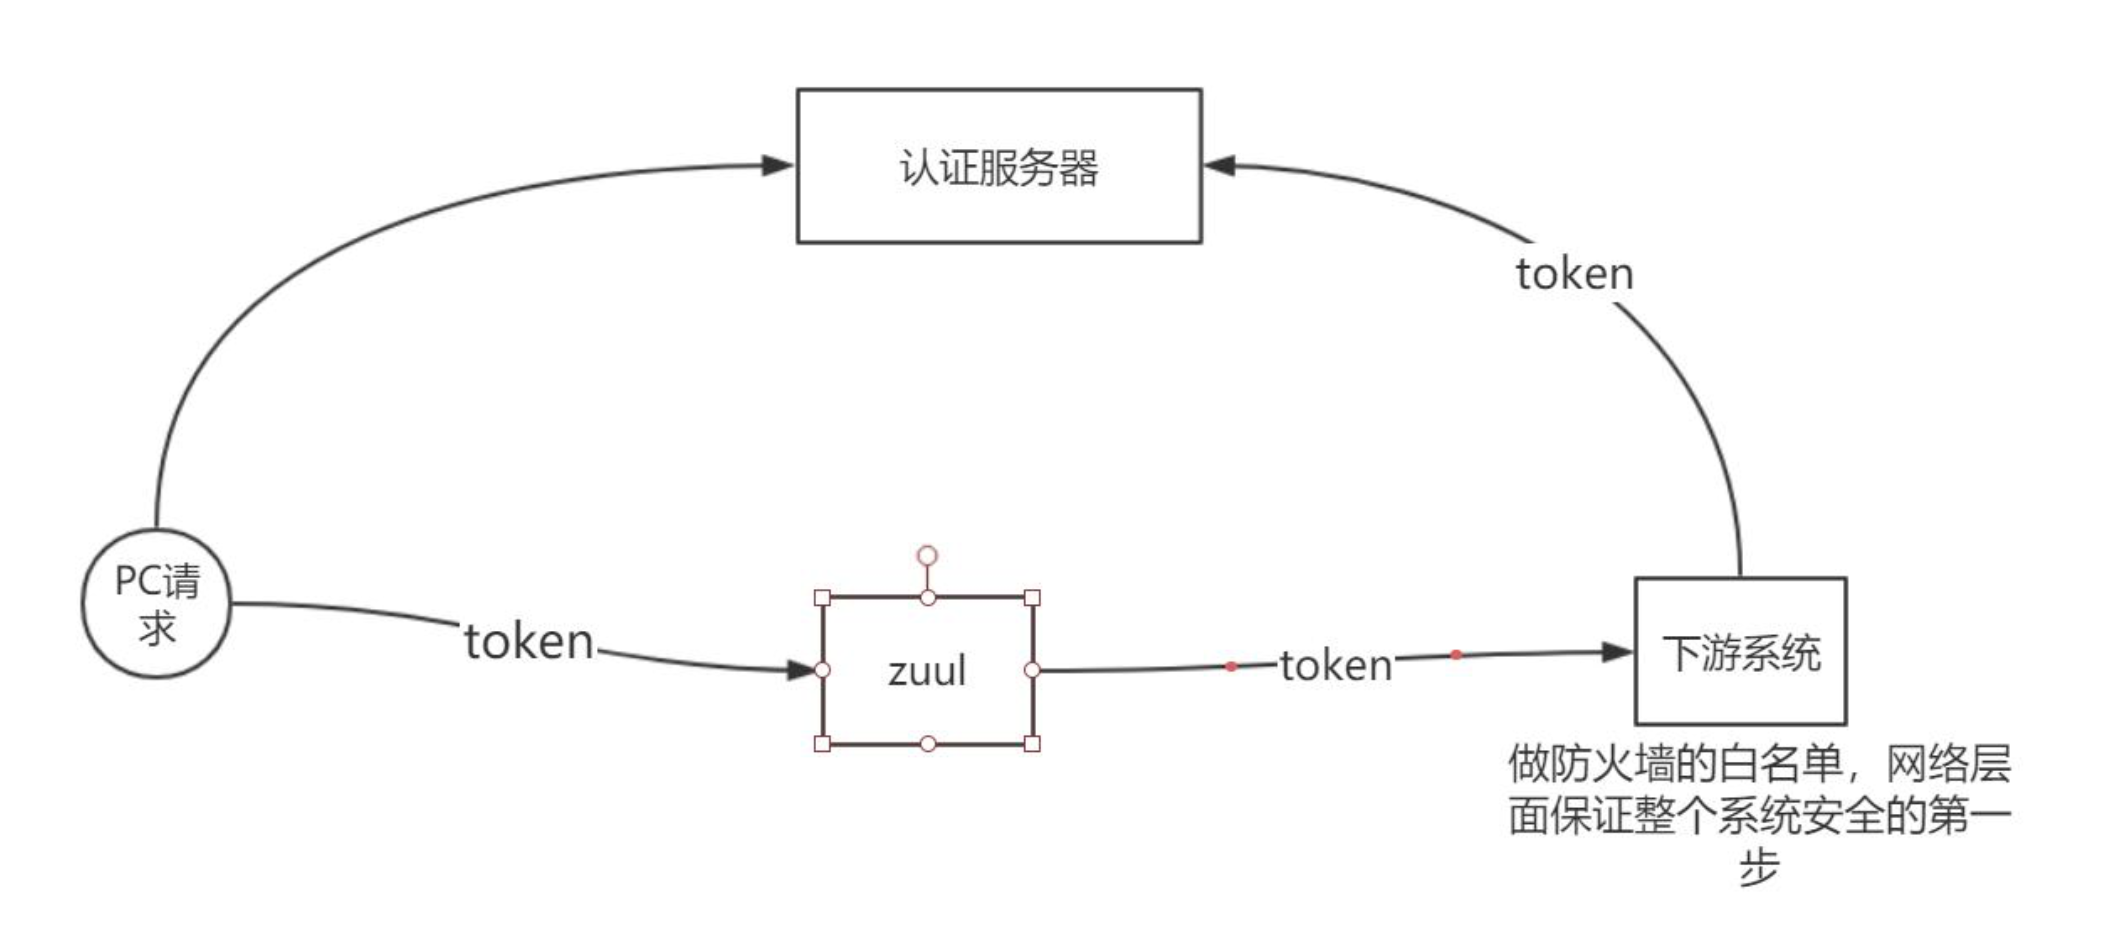 认证服务器
token
PC请
求
token
zuul
token
下游系统
做防火墙的白名单，网络层
面保证整个系统安全的第一
步